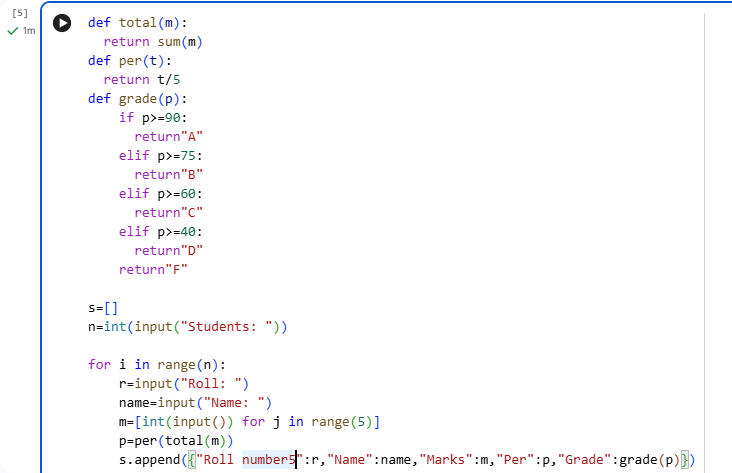 [5]
1m
def total(m):
  return sum(m)
def per(t):
  return t/5
def grade(p):
    if p>=90:
      return"A"
    elif p>=75:
      return"B"
    elif p>=60:
      return"C"
    elif p>=40:
      return"D"
    return"F"

s=[]
n=int(input("Students: "))

for i in range(n):
    r=input("Roll: ")
    name=input("Name: ")
    m=[int(input()) for j in range(5)]
    p=per(total(m))
    s.append({"Roll number5":r,"Name":name,"Marks":m,"Per":p,"Grade":grade(p)})